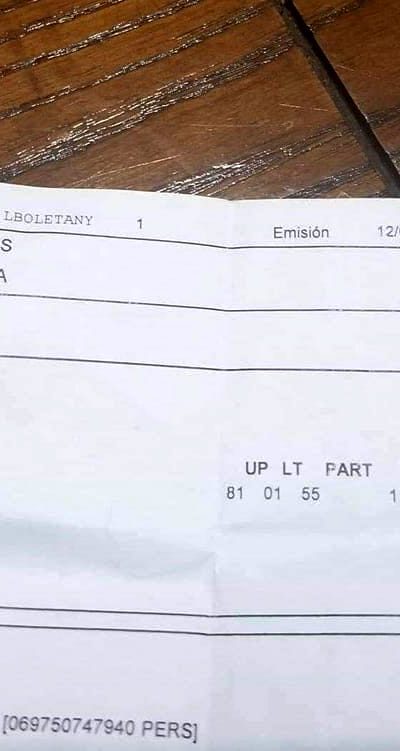 LBOLETANY 1 Emisión 12/
S
A
UP LT PART
81 01 55 1
[069750747940 PERS]